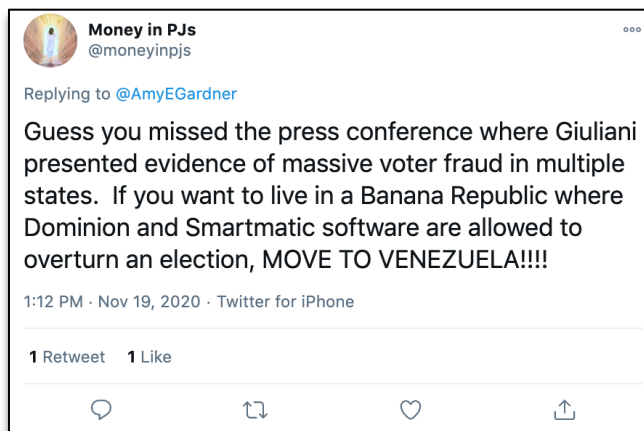 Money in PJs
@moneyinpjs
Replying to @AmyEGardner
Guess you missed the press conference where Giuliani
presented evidence of massive voter fraud in multiple
states.  If you want to live in a Banana Republic where
Dominion and Smartmatic software are allowed to
overturn an election, MOVE TO VENEZUELA!!!!
1:12 PM · Nov 19, 2020 · Twitter for iPhone
1 Retweet 1 Like